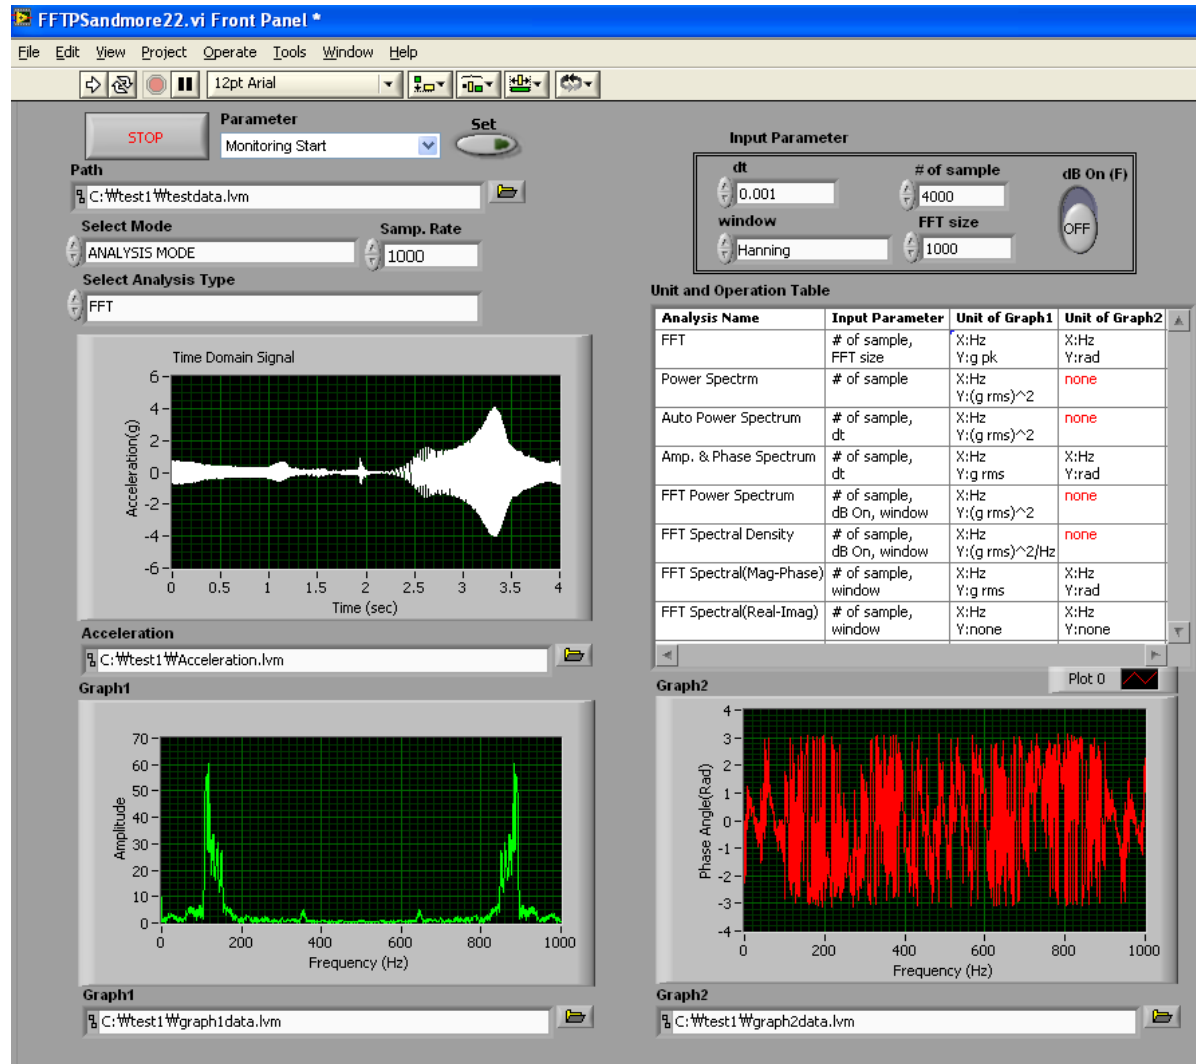 FFTPSandmore22.vi Front Panel *
File Edit View Project Operate Tools Window Help
12pt Arial
STOP
Parameter
Monitoring Start
Set
Path
C:₩test1₩testdata.lvm
Select Mode
ANALYSIS MODE
Samp. Rate
1000
Select Analysis Type
FFT
Input Parameter
dt
0.001
# of sample
4000
dB On (F)
OFF
window
Hanning
FFT size
1000
Unit and Operation Table
Analysis Name Input Parameter Unit of Graph1 Unit of Graph2
FFT # of sample, X:Hz X:Hz
FFT size Y:g pk Y:rad
Power Spectrm # of sample X:Hz none
Y:(g rms)^2
Auto Power Spectrum # of sample, X:Hz none
dt Y:(g rms)^2
Amp. & Phase Spectrum # of sample, X:Hz X:Hz
dt Y:g rms Y:rad
FFT Power Spectrum # of sample, X:Hz none
dB On, window Y:(g rms)^2
FFT Spectral Density # of sample, X:Hz none
dB On, window Y:(g rms)^2/Hz
FFT Spectral(Mag-Phase) # of sample, X:Hz X:Hz
window Y:g rms Y:rad
FFT Spectral(Real-Imag) # of sample, X:Hz X:Hz
window Y:none Y:none
Time Domain Signal
6
4
2
0
-2
-4
-6
Acceleration(g)
0 0.5 1 1.5 2 2.5 3 3.5 4
Time (sec)
Acceleration
C:₩test1₩Acceleration.lvm
Graph1
70
60
50
40
30
20
10
0
Amplitude
0 200 400 600 800 1000
Frequency (Hz)
Graph1
C:₩test1₩graph1data.lvm
Graph2
Plot 0
4
3
2
1
0
-1
-2
-3
-4
Phase Angle(Rad)
0 200 400 600 800 1000
Frequency (Hz)
Graph2
C:₩test1₩graph2data.lvm